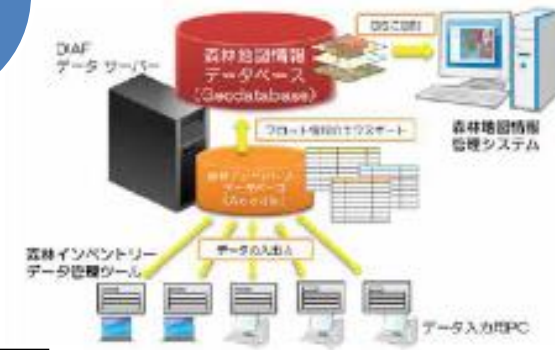 DIAF
データ サーバー
森林地図情報
データベース
(Geodatabase)
森林地図情報
管理システム
プロット情報のエクスポート
森林インベントリ
データベース
(Access)
データの入出力
森林インベントリー
データ管理ツール
データ入力用PC